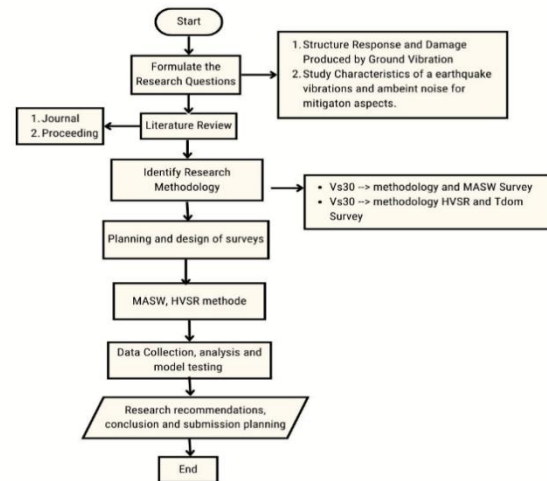 Start
Formulate the
Research Questions
1. Structure Response and Damage
Produced by Ground Vibration
2. Study Characteristics of a earthquake
vibrations and ambeint noise for
mitigaton aspects.
1. Journal
2. Proceeding
Literature Review
Identify Research
Methodology
• Vs30 --> methodology and MASW Survey
• Vs30 --> methodology HVSR and Tdom
Survey
Planning and design of surveys
MASW, HVSR methode
Data Collection, analysis and
model testing
Research recommendations,
conclusion and submission planning
End